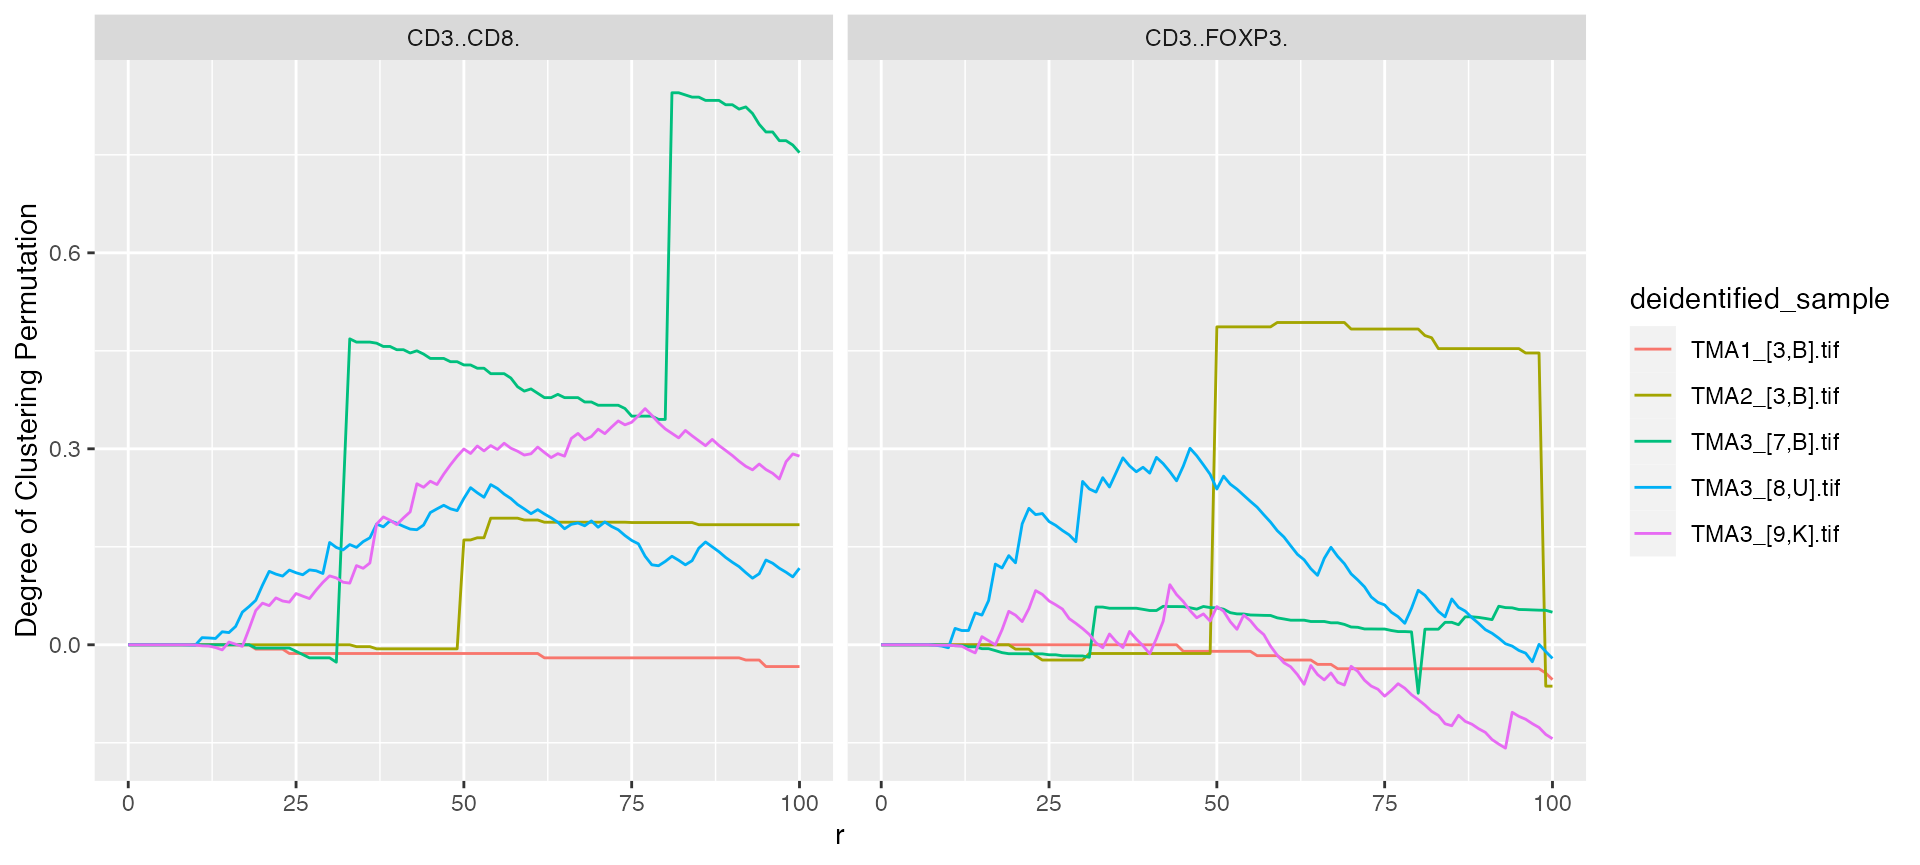 CD3..CD8.
CD3..FOXP3.
Degree of Clustering Permutation
0.6
0.3
0.0
0
25
50
75
100
0
25
50
75
100
r
deidentified_sample
TMA1_[3,B].tif
TMA2_[3,B].tif
TMA3_[7,B].tif
TMA3_[8,U].tif
TMA3_[9,K].tif